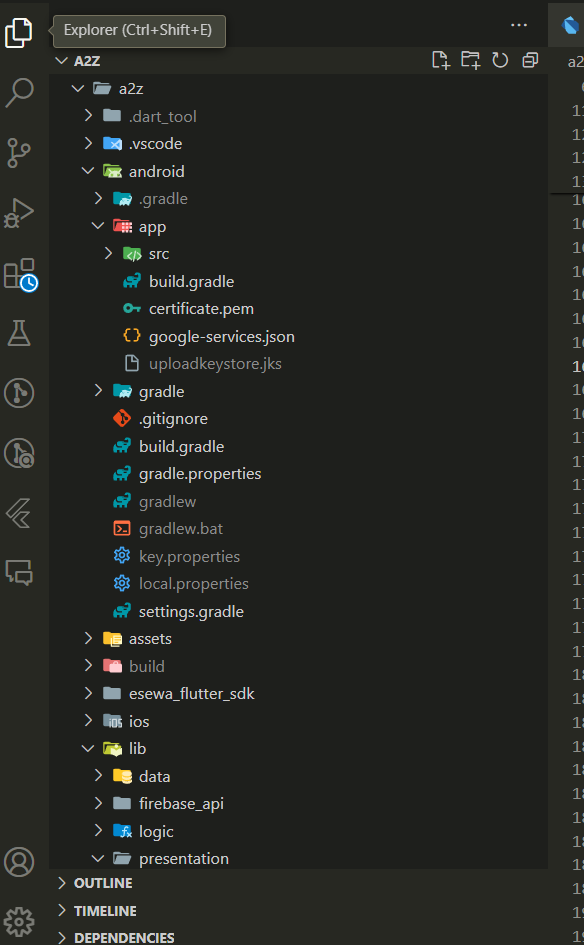 Explorer (Ctrl+Shift+E)
...
A2Z
a2
a2z
.dart_tool
.vscode
android
.gradle
app
src
build.gradle
certificate.pem
google-services.json
uploadkeystore.jks
gradle
.gitignore
build.gradle
gradle.properties
gradlew
gradlew.bat
key.properties
local.properties
settings.gradle
assets
build
esewa_flutter_sdk
ios
lib
data
firebase_api
logic
presentation
OUTLINE
TIMELINE
DEPENDENCIES